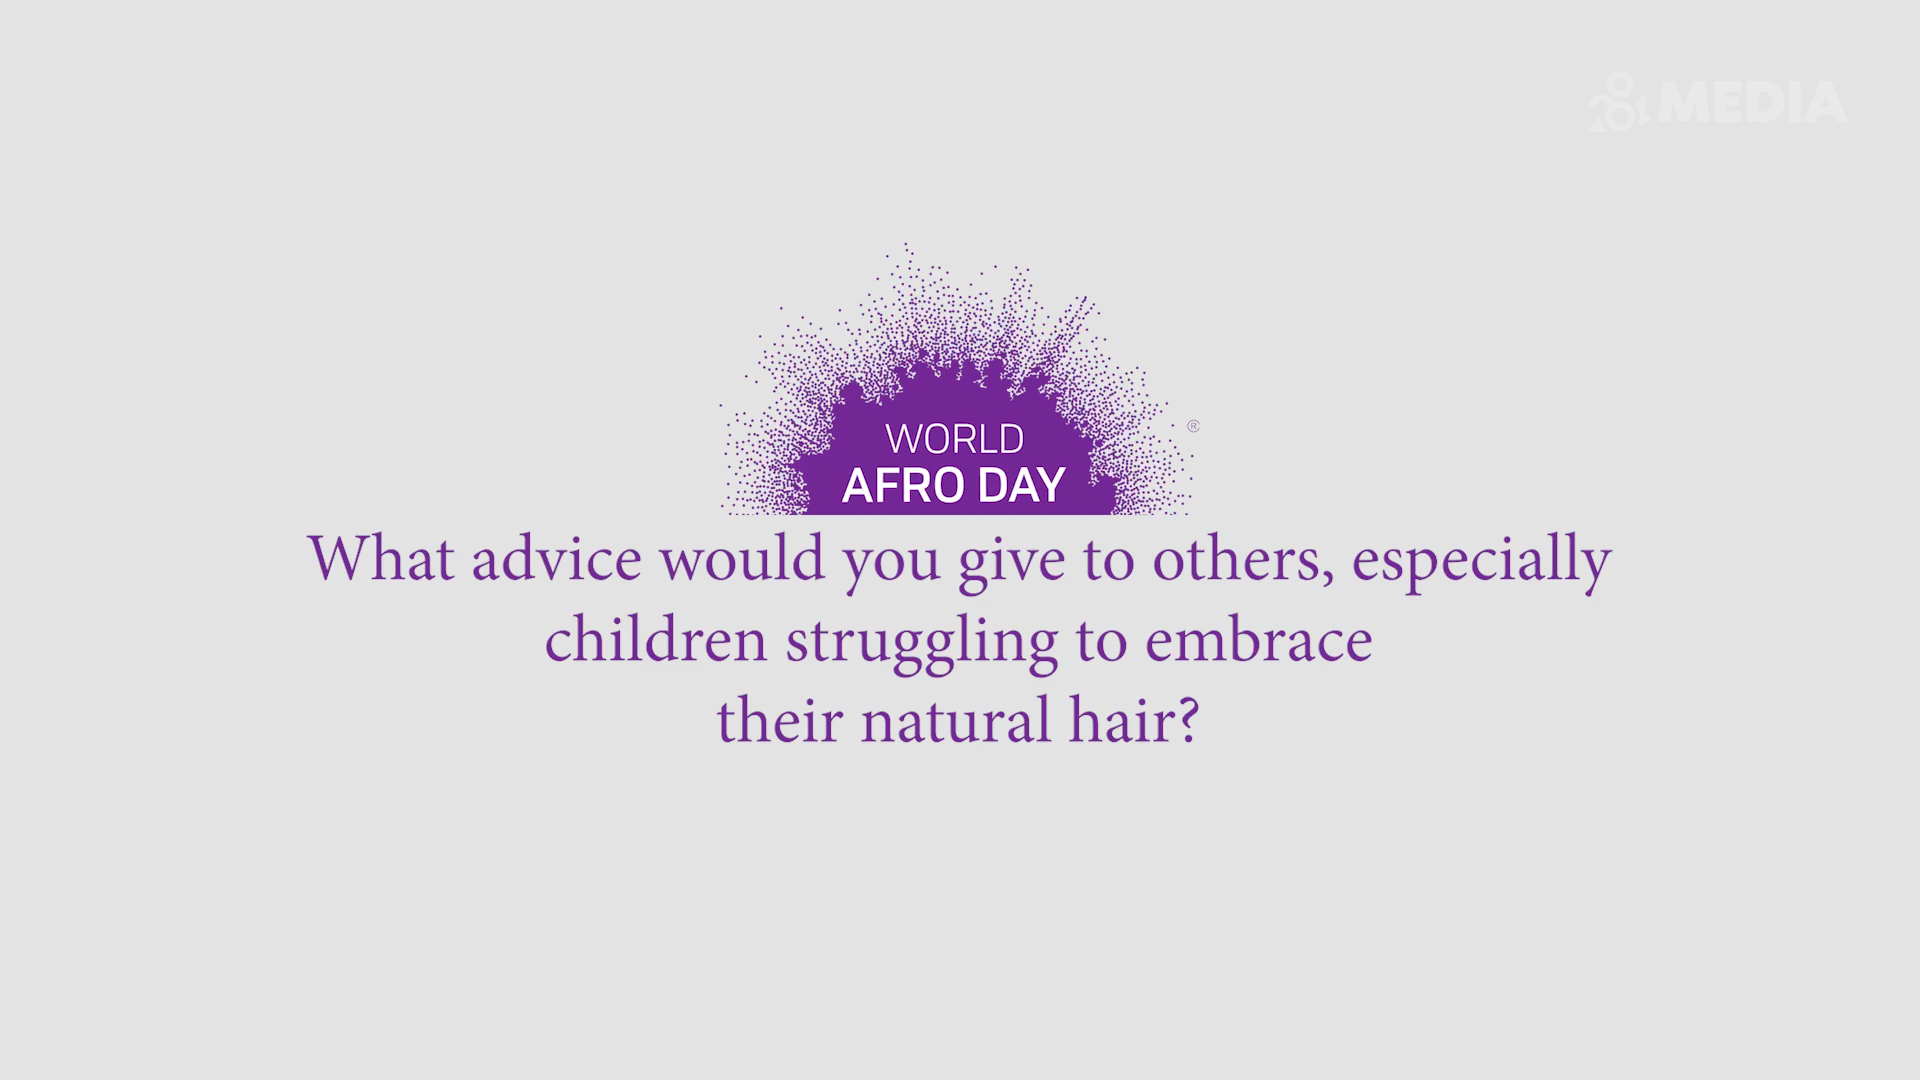 MEDIA
WORLD
AFRO DAY
®
What advice would you give to others, especially
children struggling to embrace
their natural hair?